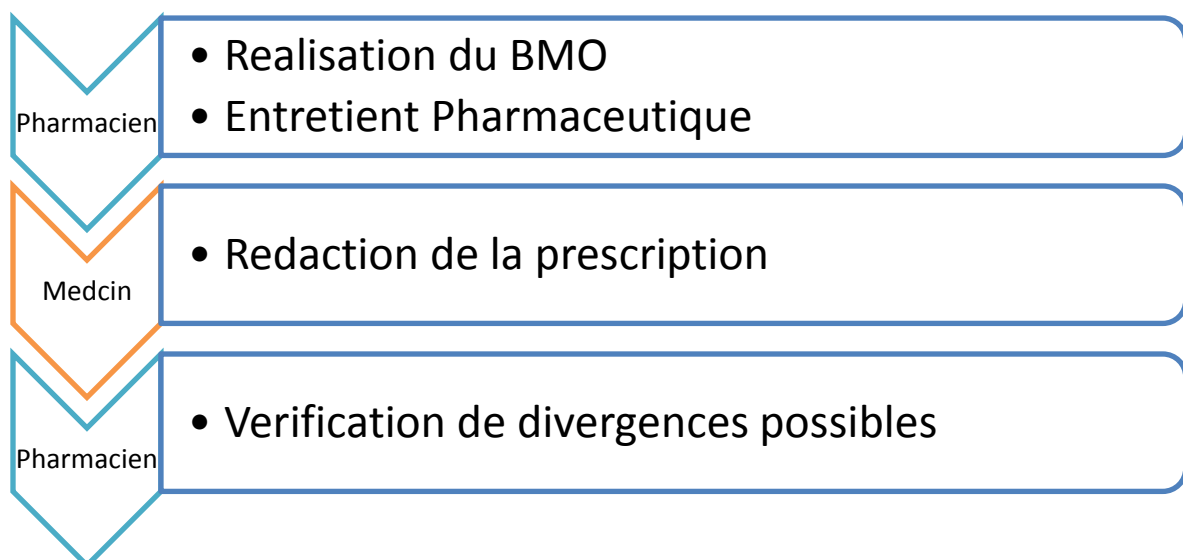 Pharmacien
• Realisation du BMO
• Entretient Pharmaceutique
Medcin
• Redaction de la prescription
Pharmacien
• Verification de divergences possibles